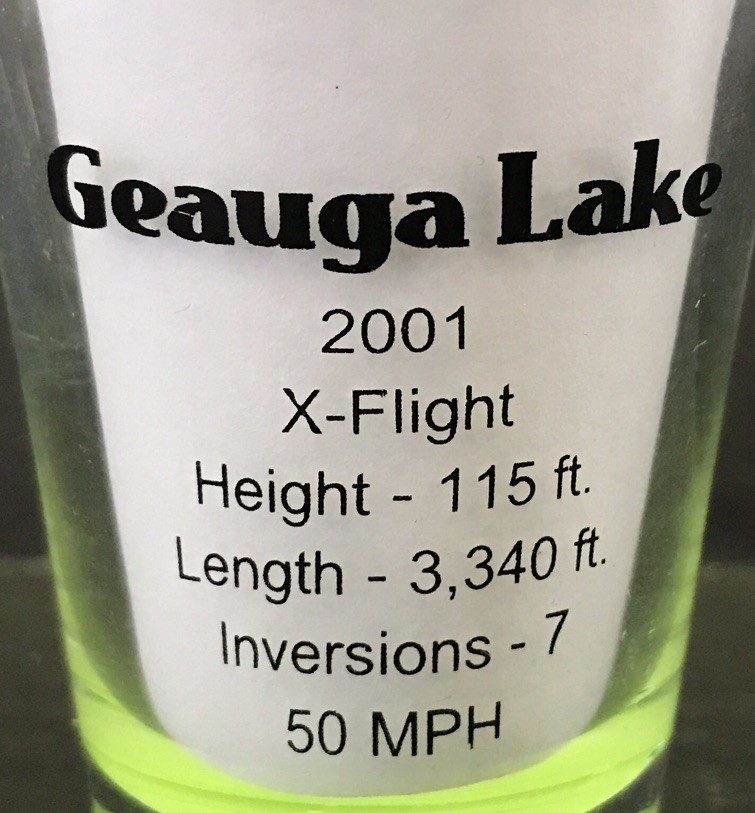 Geauga Lake
2001
X-Flight
Height - 115 ft.
Length - 3,340 ft.
Inversions - 7
50 MPH